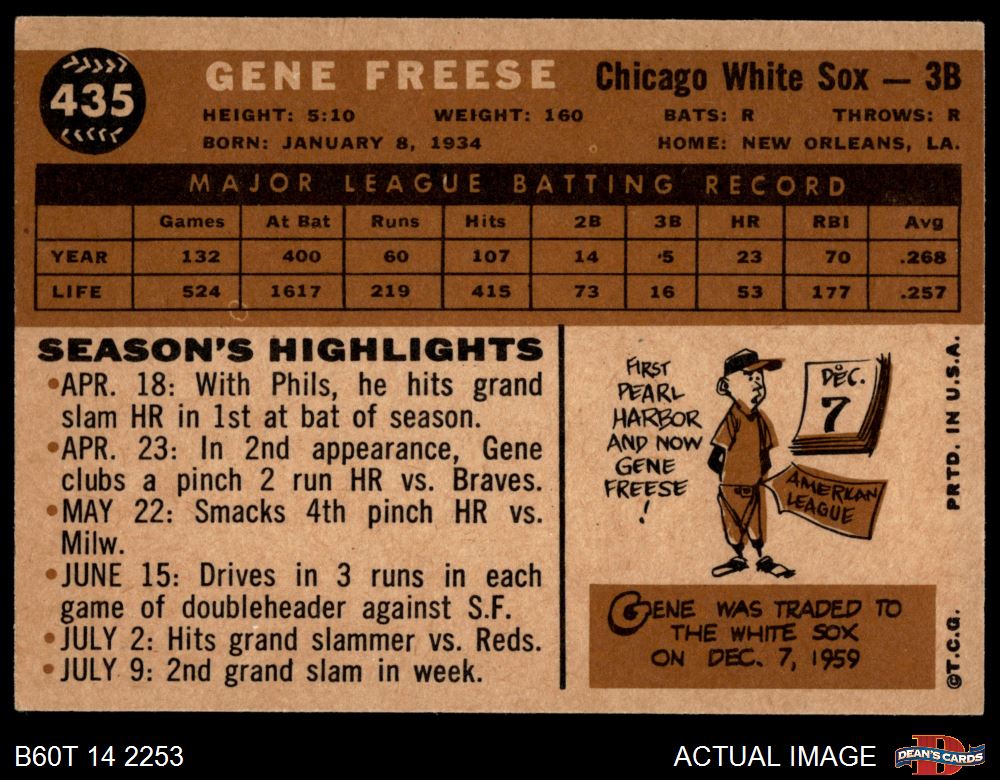 435
GENE FREESE Chicago White Sox — 3B
HEIGHT: 5:10 WEIGHT: 160 BATS: R THROWS: R
BORN: JANUARY 8, 1934 HOME: NEW ORLEANS, LA.
MAJOR LEAGUE BATTING RECORD
Games At Bat Runs Hits 2B 3B HR RBI Avg
YEAR 132 400 60 107 14 5 23 70 .268
LIFE 524 1617 219 415 73 16 53 177 .257
SEASON'S HIGHLIGHTS
•APR. 18: With Phils, he hits grand
slam HR in 1st at bat of season.
•APR. 23: In 2nd appearance, Gene
clubs a pinch 2 run HR vs. Braves.
•MAY 22: Smacks 4th pinch HR vs.
Milw.
•JUNE 15: Drives in 3 runs in each
game of doubleheader against S.F.
•JULY 2: Hits grand slammer vs. Reds.
•JULY 9: 2nd grand slam in week.
FIRST
PEARL
HARBOR
AND NOW
GENE
FREESE
!
DEC.
7
AMERICAN
LEAGUE
GENE WAS TRADED TO
THE WHITE SOX
ON DEC. 7, 1959
©T.C.G. PRTD. IN U.S.A.
B60T 14 2253 ACTUAL IMAGE
DEAN'S CARDS